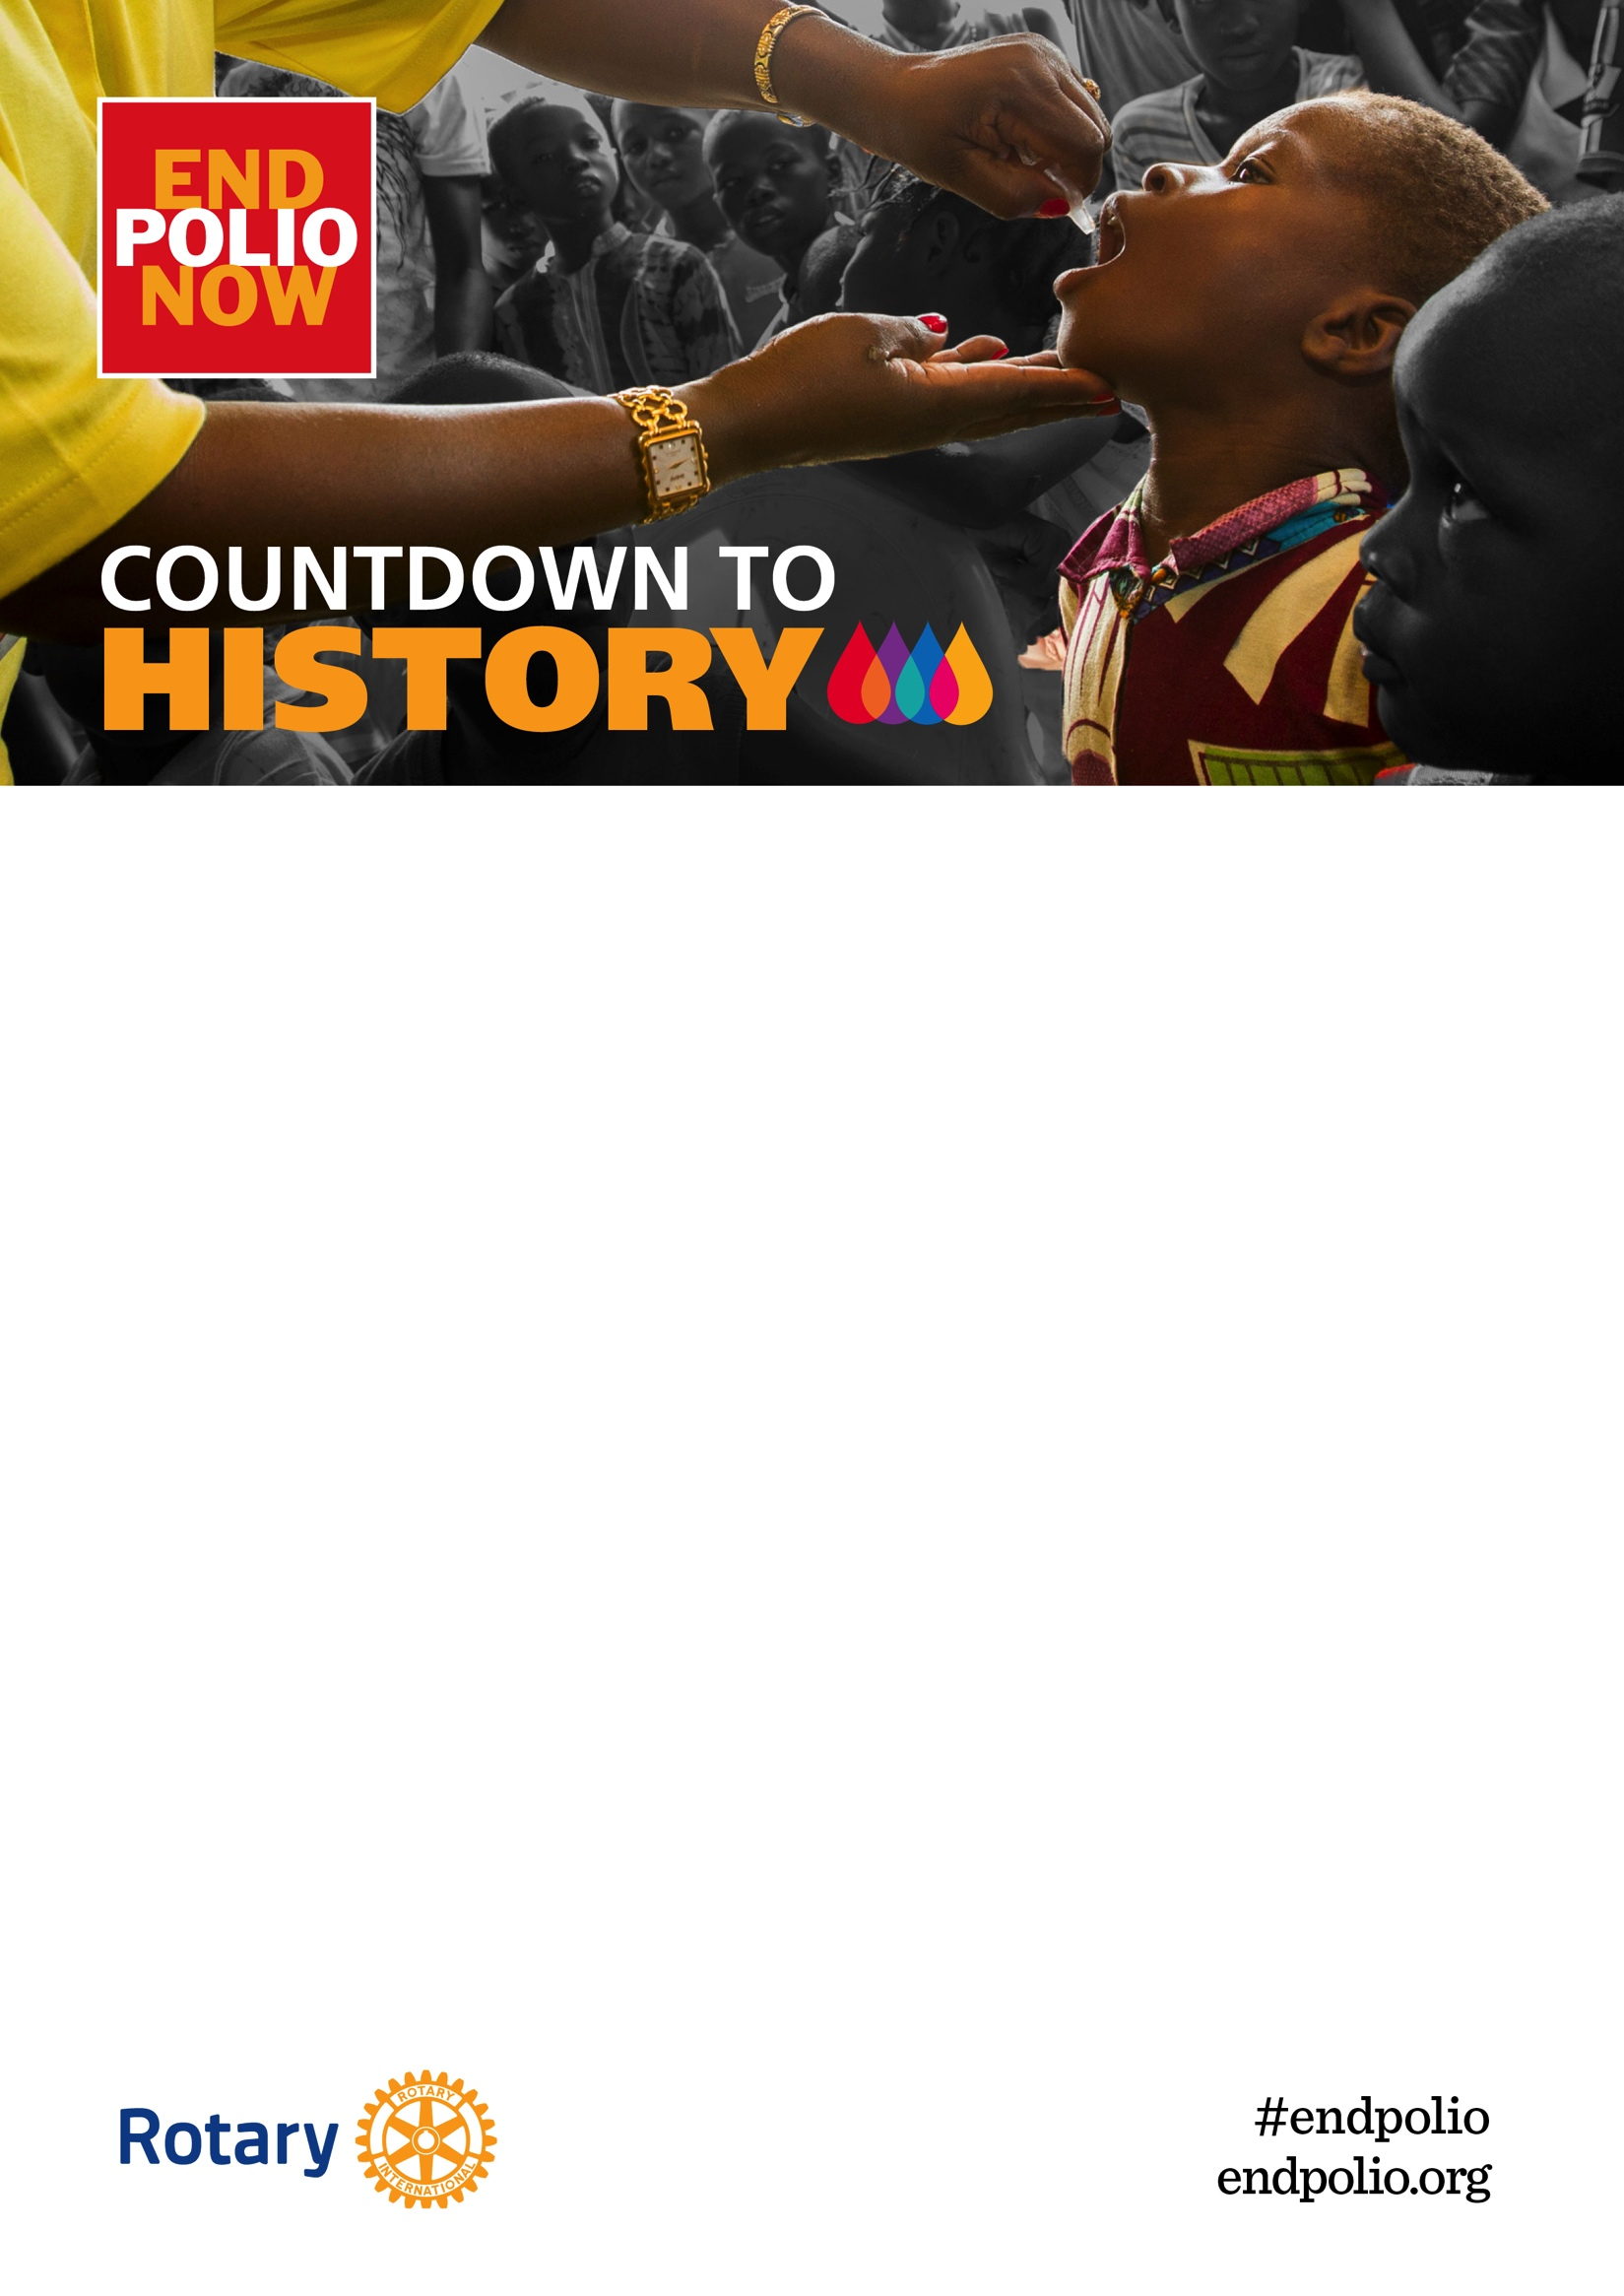 END
POLIO
NOW
COUNTDOWN TO
HISTORY
Rotary
ROTARY
INTERNATIONAL
#endpolio
endpolio.org